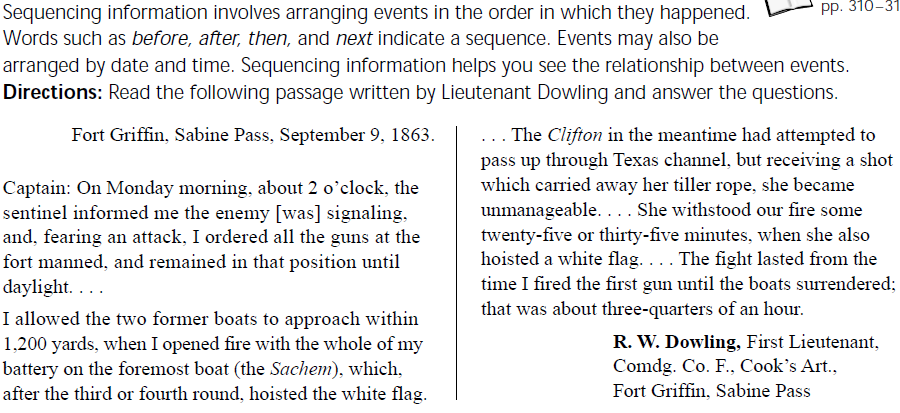 Sequencing information involves arranging events in the order in which they happened.
pp. 310–31
Words such as before, after, then, and next indicate a sequence. Events may also be
arranged by date and time. Sequencing information helps you see the relationship between events.
Directions: Read the following passage written by Lieutenant Dowling and answer the questions.
Fort Griffin, Sabine Pass, September 9, 1863.
Captain: On Monday morning, about 2 o’clock, the
sentinel informed me the enemy [was] signaling,
and, fearing an attack, I ordered all the guns at the
fort manned, and remained in that position until
daylight. . . .
I allowed the two former boats to approach within
1,200 yards, when I opened fire with the whole of my
battery on the foremost boat (the Sachem), which,
after the third or fourth round, hoisted the white flag.
. . . The Clifton in the meantime had attempted to
pass up through Texas channel, but receiving a shot
which carried away her tiller rope, she became
unmanageable. . . . She withstood our fire some
twenty-five or thirty-five minutes, when she also
hoisted a white flag. . . . The fight lasted from the
time I fired the first gun until the boats surrendered;
that was about three-quarters of an hour.
R. W. Dowling, First Lieutenant,
Comdg. Co. F., Cook’s Art.,
Fort Griffin, Sabine Pass